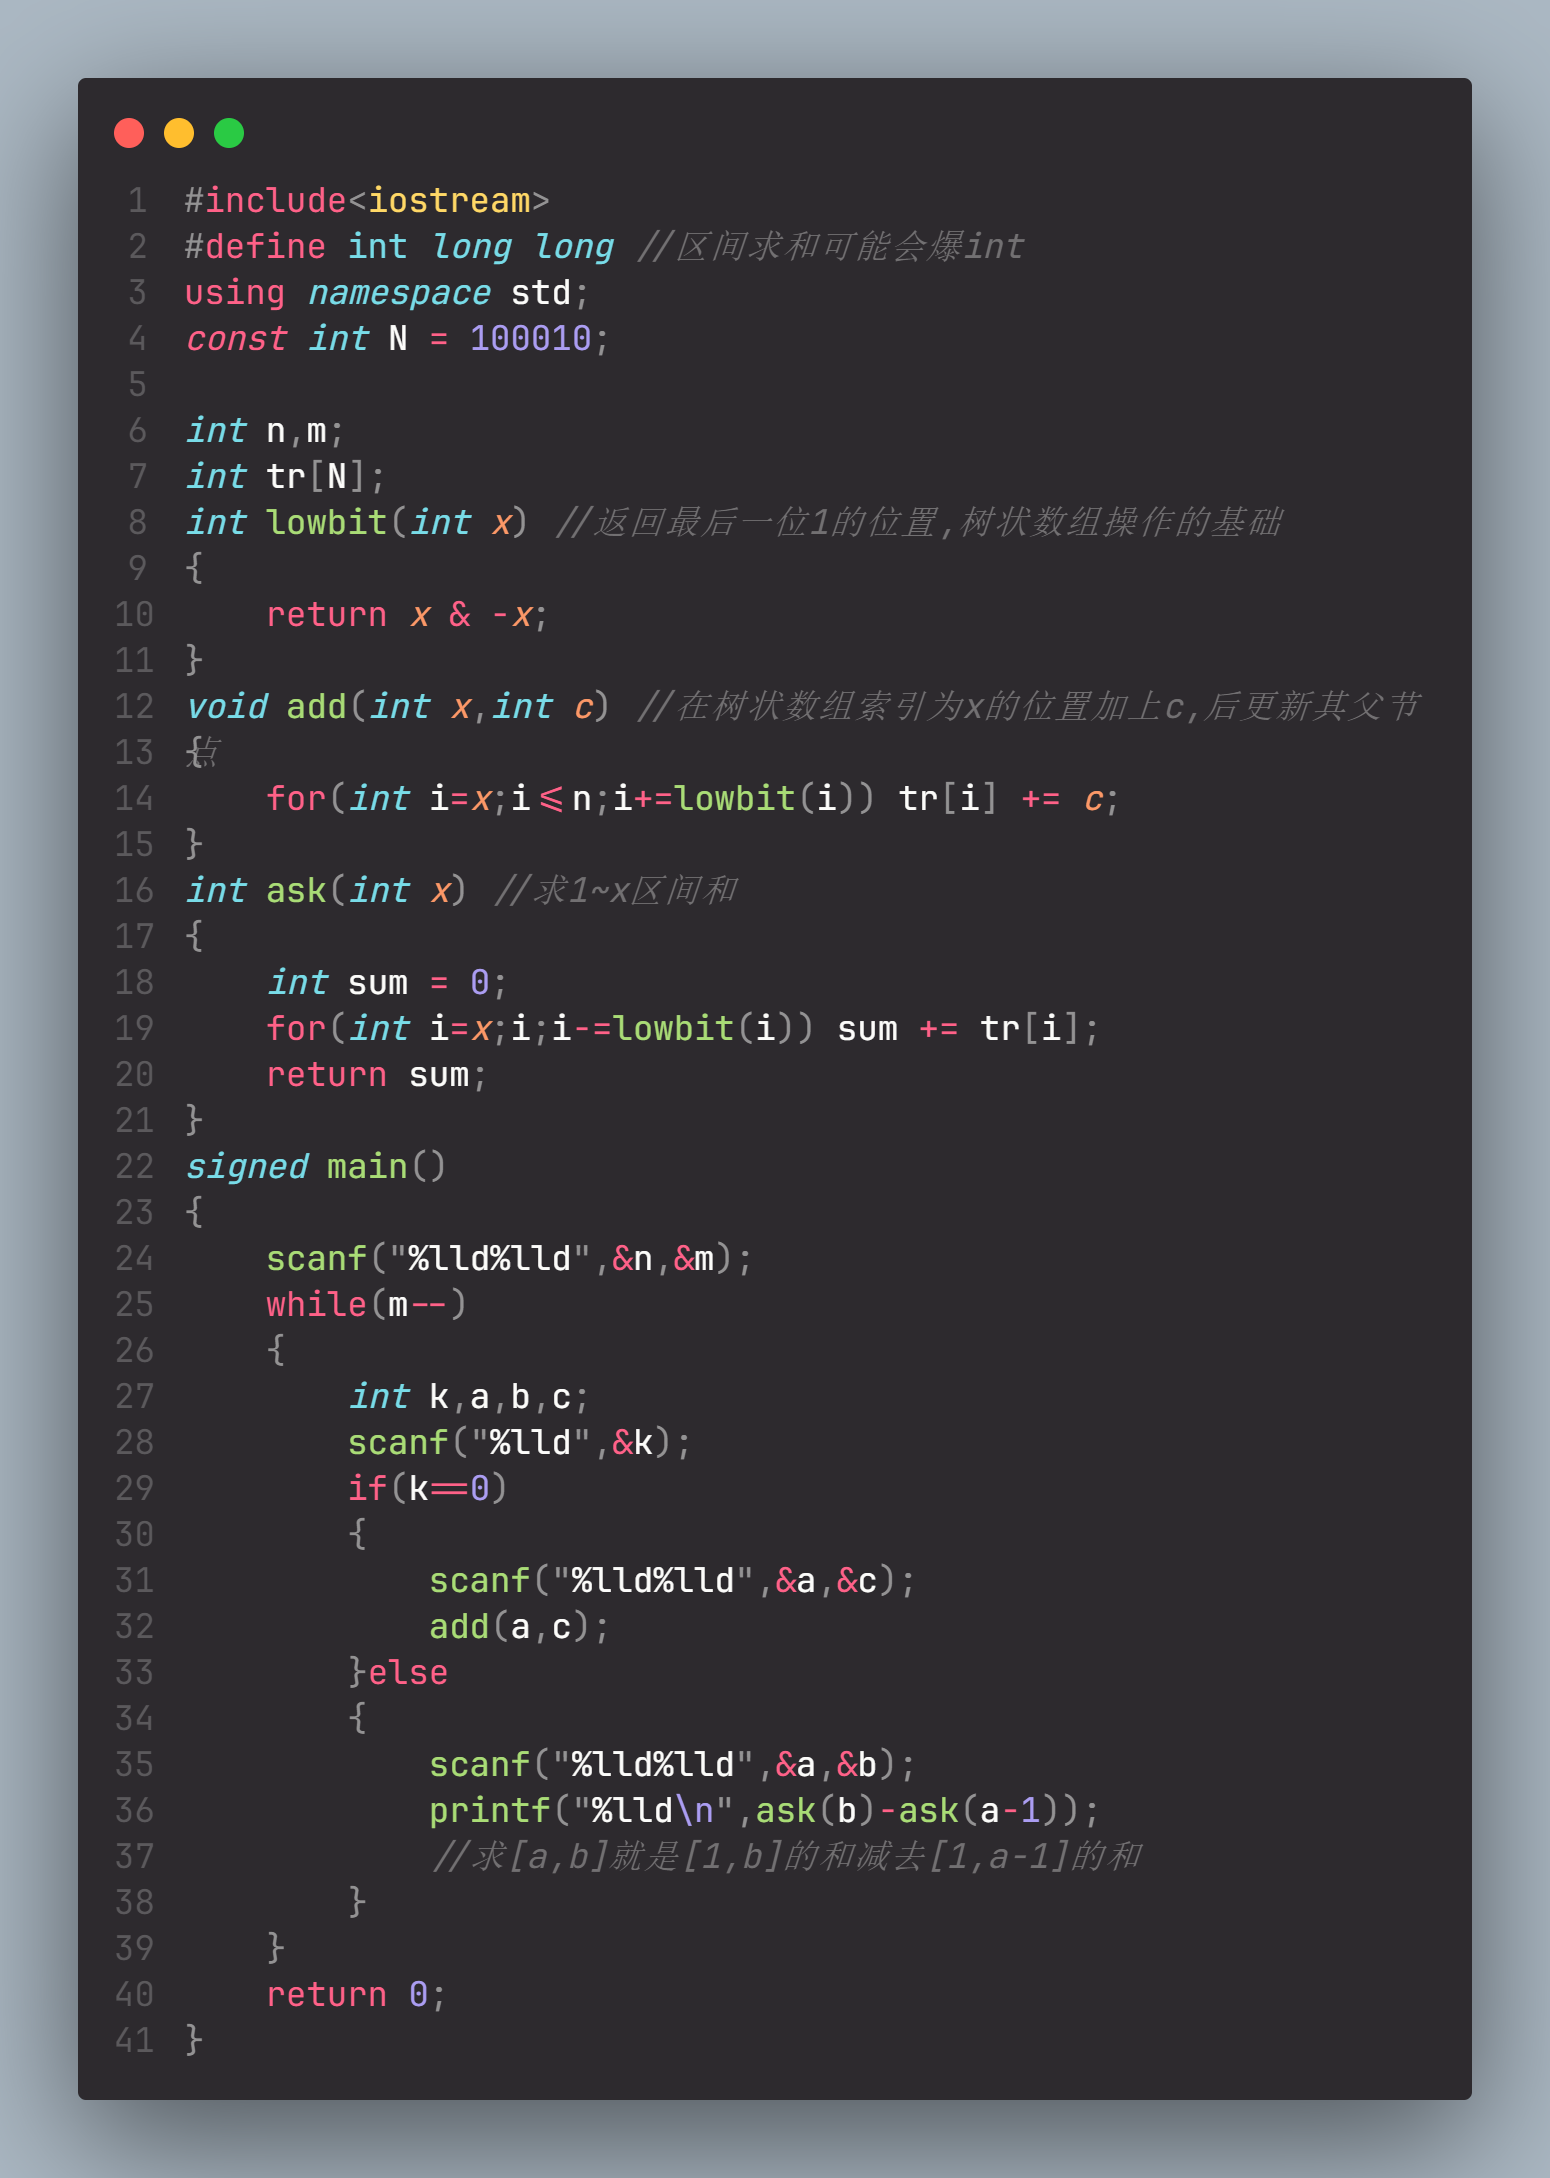 1 #include<iostream>
2 #define int long long //区间求和可能会爆int
3 using namespace std;
4 const int N = 100010;
5
6 int n,m;
7 int tr[N];
8 int lowbit(int x) //返回最后一位1的位置,树状数组操作的基础
9 {
10     return x & -x;
11 }
12 void add(int x,int c) //在树状数组索引为x的位置加上c,后更新其父节
点
13 {
14     for(int i=x;i<=n;i+=lowbit(i)) tr[i] += c;
15 }
16 int ask(int x) //求1~x区间和
17 {
18     int sum = 0;
19     for(int i=x;i;i-=lowbit(i)) sum += tr[i];
20     return sum;
21 }
22 signed main()
23 {
24     scanf("%lld%lld",&n,&m);
25     while(m--)
26     {
27         int k,a,b,c;
28         scanf("%lld",&k);
29         if(k==0)
30         {
31             scanf("%lld%lld",&a,&c);
32             add(a,c);
33         }else
34         {
35             scanf("%lld%lld",&a,&b);
36             printf("%lld\n",ask(b)-ask(a-1));
37             //求[a,b]就是[1,b]的和减去[1,a-1]的和
38         }
39     }
40     return 0;
41 }